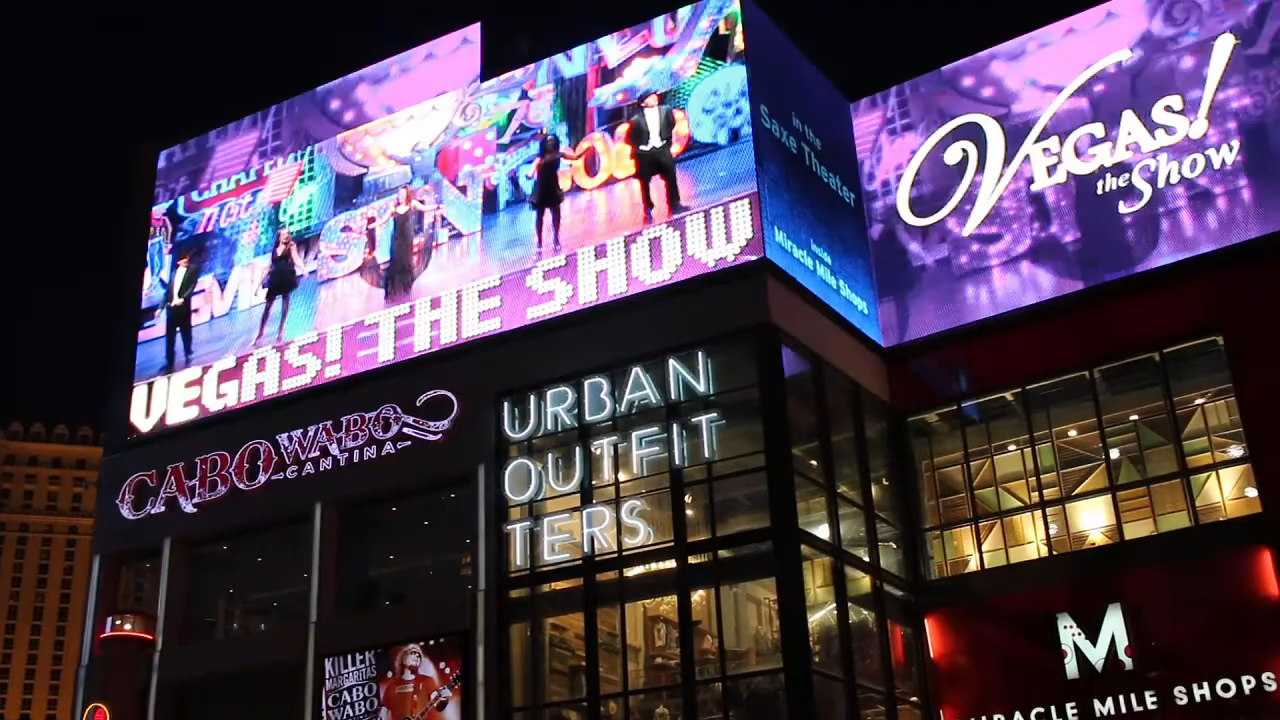 VEGAS! THE SHOW
in the
Saxe Theater
inside
Miracle Mile Shops
VEGAS!
the Show
CABO WABO
CANTINA
URBAN
OUTFIT
TERS
KILLER
MARGARITAS
CABO
WABO
M
MIRACLE MILE SHOPS